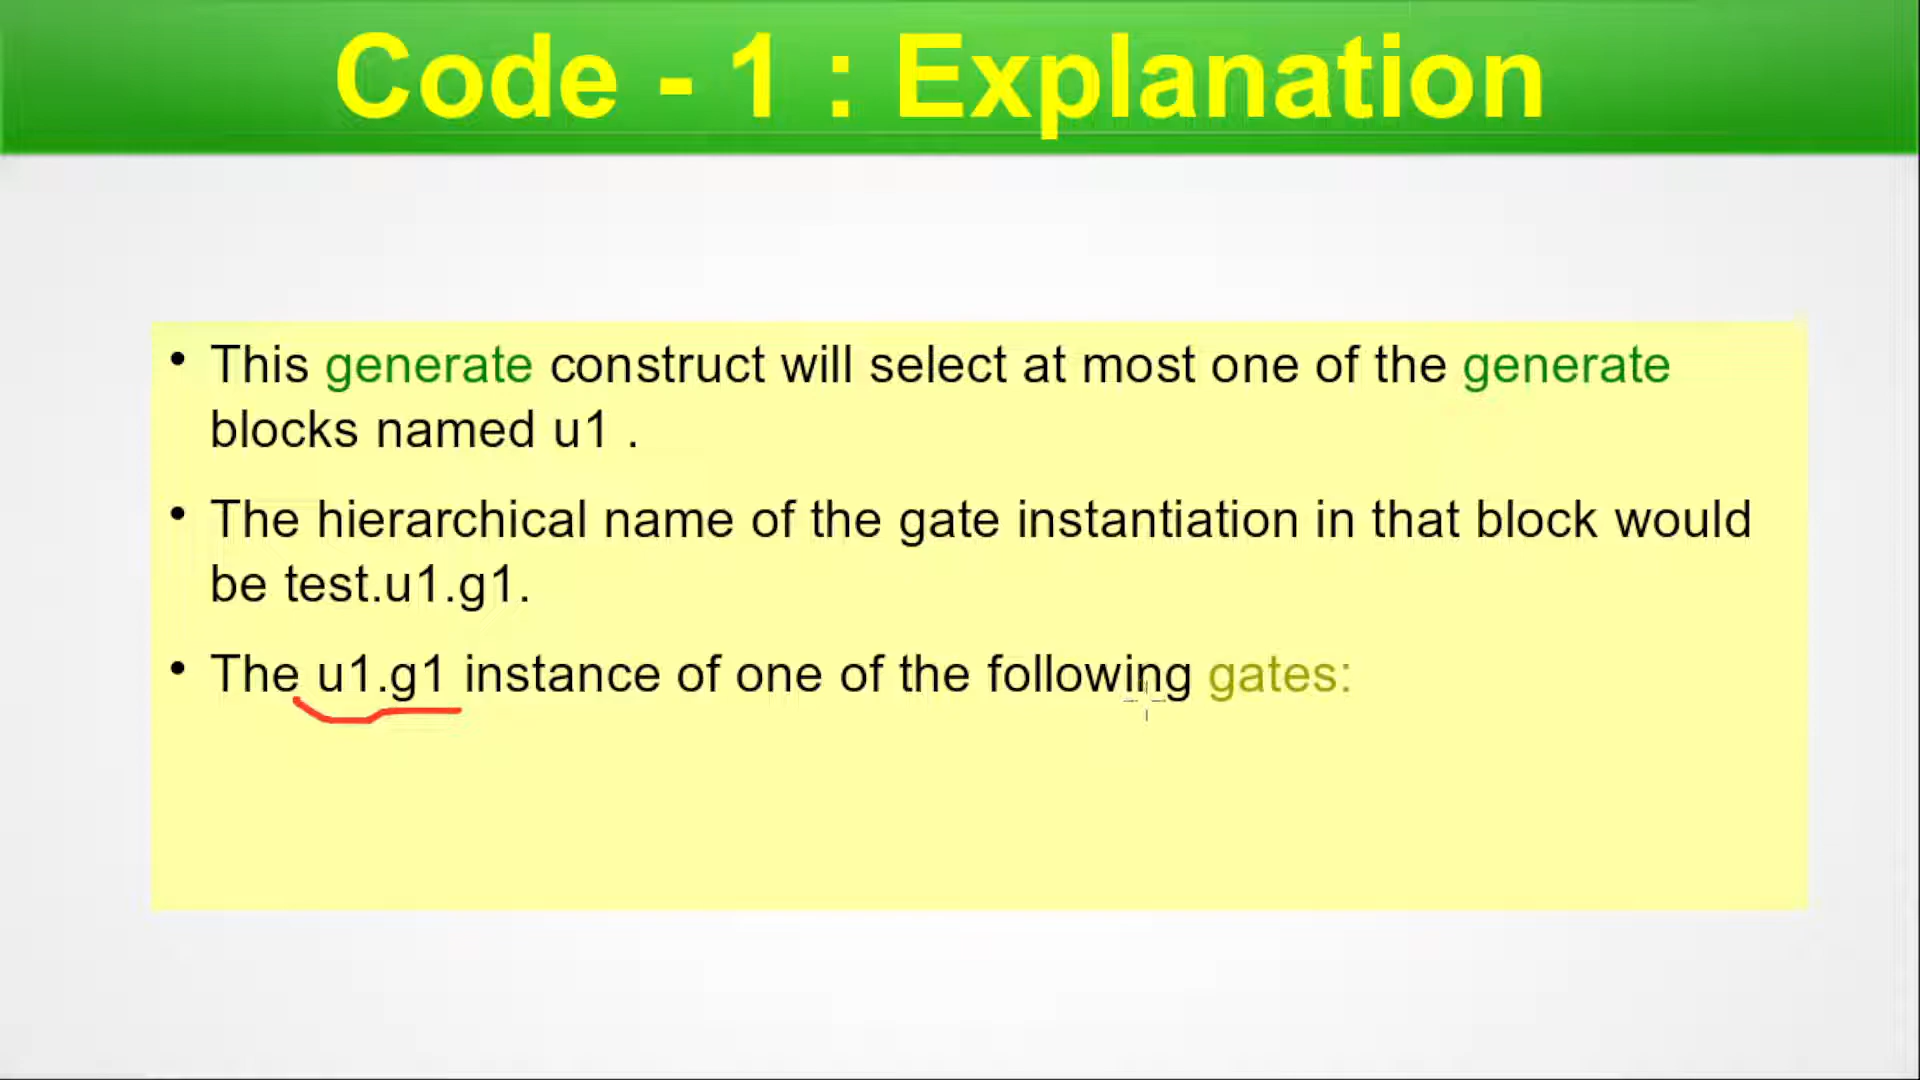 Code - 1 : Explanation
• This generate construct will select at most one of the generate
blocks named u1 .
• The hierarchical name of the gate instantiation in that block would
be test.u1.g1.
• The u1.g1 instance of one of the following gates: